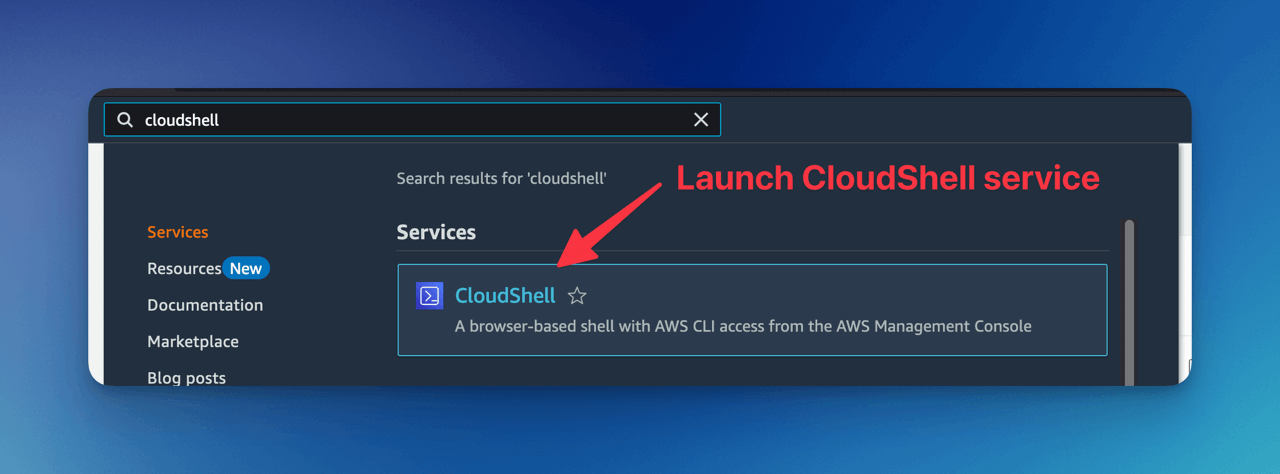 cloudshell
Search results for 'cloudshell'
Launch CloudShell service
Services
Resources New
Documentation
Marketplace
Blog posts
Services
CloudShell
A browser-based shell with AWS CLI access from the AWS Management Console